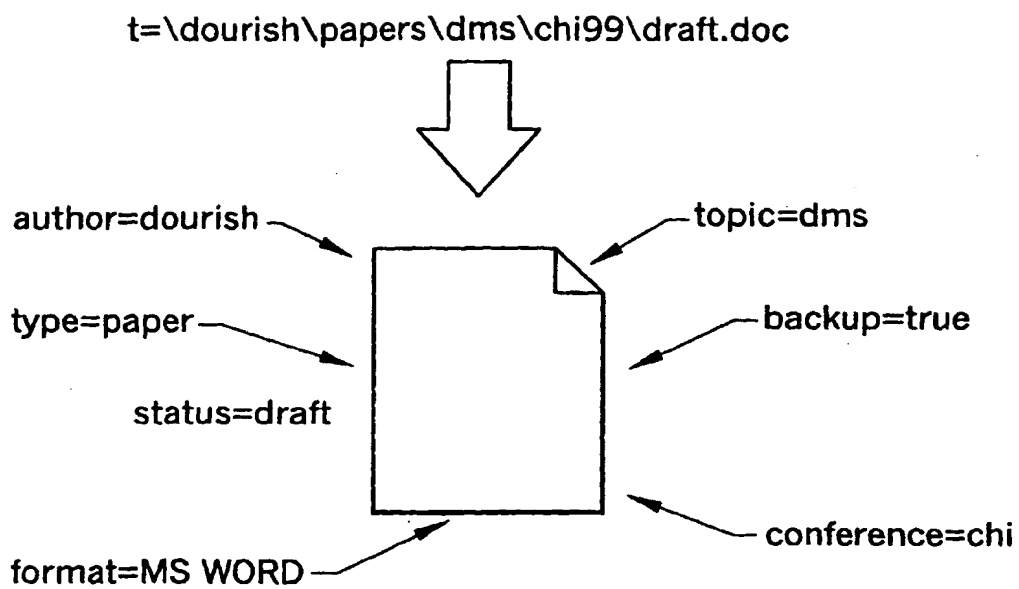 t=\dourish\papers\dms\chi99\draft.doc
author=dourish
topic=dms
type=paper
backup=true
status=draft
conference=chi
format=MS WORD